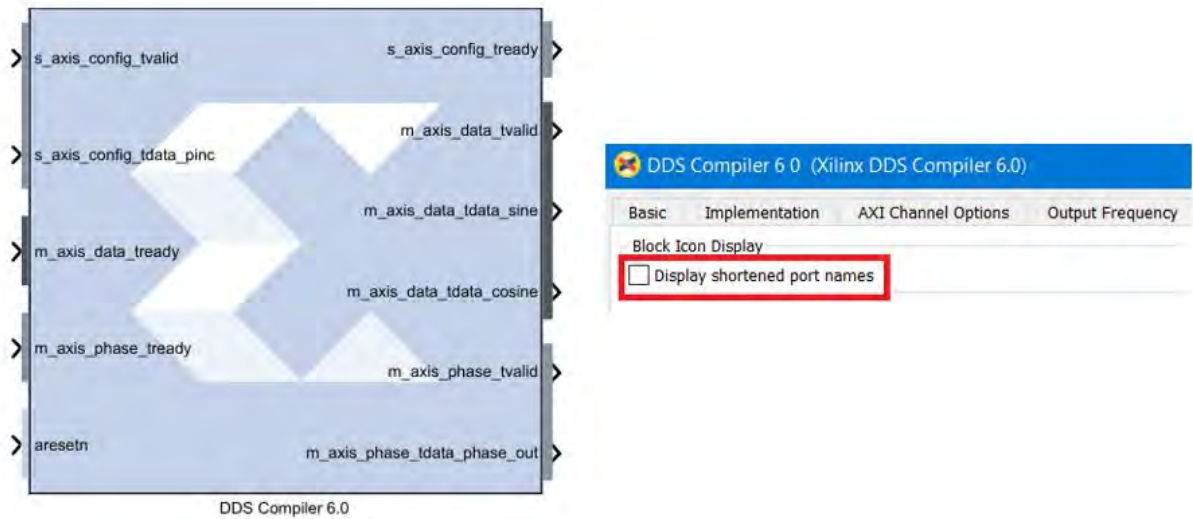 s_axis_config_tvalid
s_axis_config_tdata_pinc
m_axis_data_tready
m_axis_phase_tready
aresetn
s_axis_config_tready
m_axis_data_tvalid
m_axis_data_tdata_sine
m_axis_data_tdata_cosine
m_axis_phase_tvalid
m_axis_phase_tdata_phase_out
DDS Compiler 6.0
DDS Compiler 6 0 (Xilinx DDS Compiler 6.0)
Basic Implementation AXI Channel Options Output Frequency
Block Icon Display
Display shortened port names